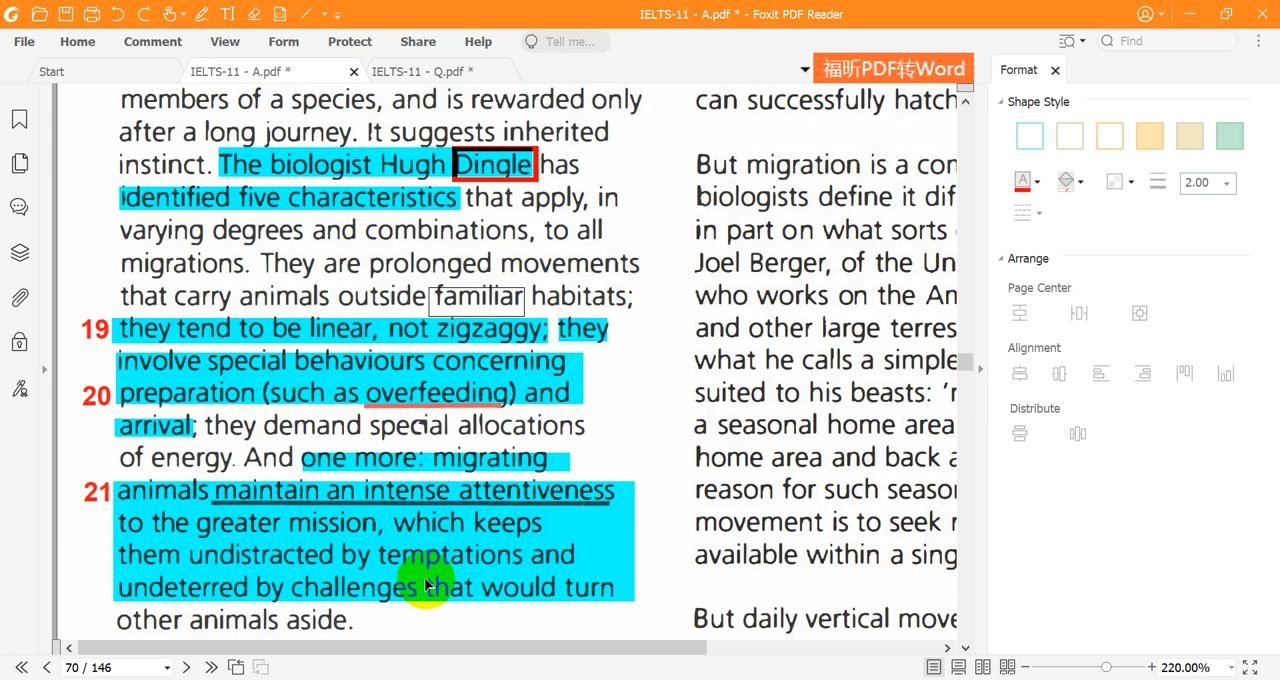 IELTS-11 - A.pdf * - Foxit PDF Reader
File Home Comment View Form Protect Share Help Tell me... Find
Start IELTS-11 - A.pdf * IELTS-11 - Q.pdf * 福昕PDF转Word Format
members of a species, and is rewarded only
after a long journey. It suggests inherited
instinct. The biologist Hugh Dingle has
identified five characteristics that apply, in
varying degrees and combinations, to all
migrations. They are prolonged movements
that carry animals outside familiar habitats;
19 they tend to be linear, not zigzaggy; they
involve special behaviours concerning
20 preparation (such as overfeeding) and
arrival; they demand special allocations
of energy. And one more: migrating
21 animals maintain an intense attentiveness
to the greater mission, which keeps
them undistracted by temptations and
undeterred by challenges that would turn
other animals aside.
can successfully hatch
But migration is a con
biologists define it dif
in part on what sorts
Joel Berger, of the Un
who works on the An
and other large terres
what he calls a simple
suited to his beasts: 'r
a seasonal home area
home area and back a
reason for such seaso
movement is to seek r
available within a sing
But daily vertical move
Shape Style
2.00
Arrange
Page Center
Alignment
Distribute
70 / 146
220.00%